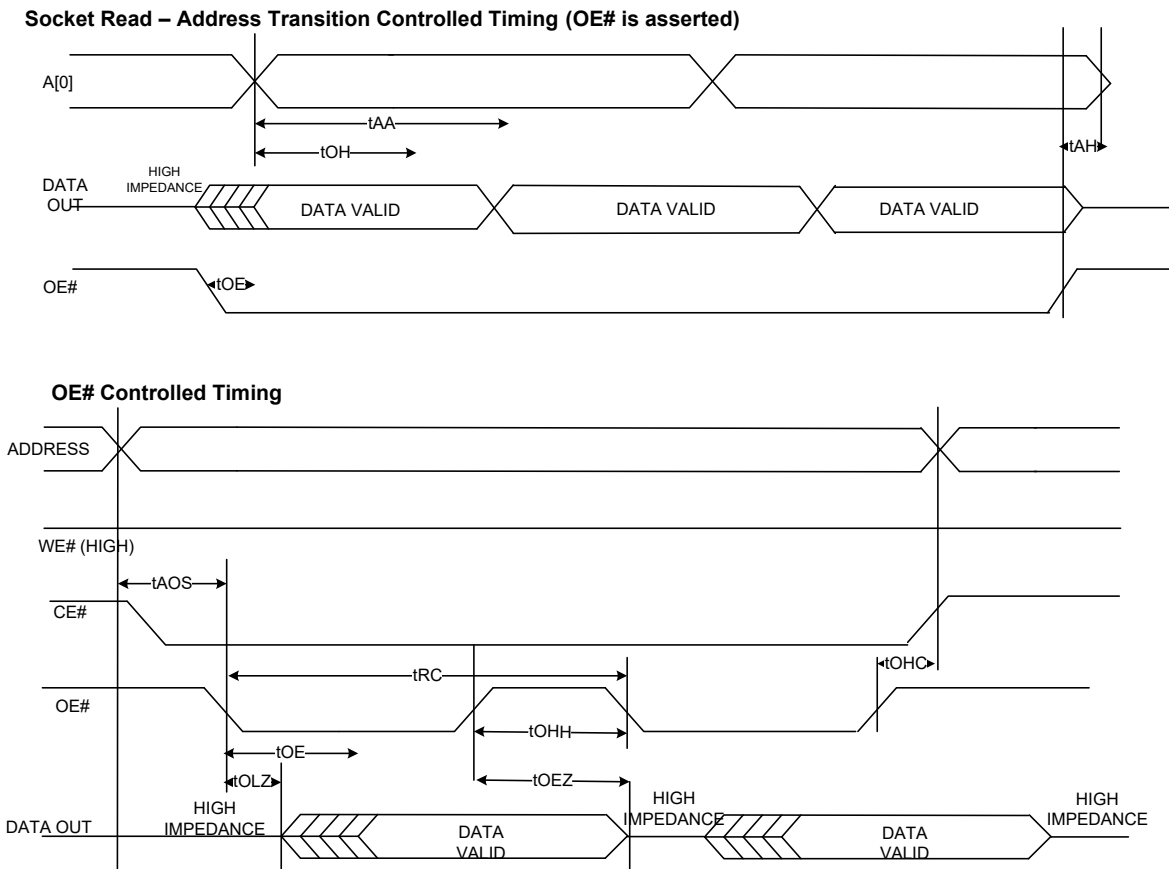 Socket Read – Address Transition Controlled Timing (OE# is asserted)
A[0]
tAA
tOH
tAH
HIGH
IMPEDANCE
DATA
OUT
DATA VALID
DATA VALID
DATA VALID
OE#
tOE
OE# Controlled Timing
ADDRESS
WE# (HIGH)
tAOS
CE#
tRC
tOHC
OE#
tOHH
tOE
tOLZ
tOEZ
DATA OUT
HIGH
IMPEDANCE
DATA
VALID
HIGH
IMPEDANCE
DATA
VALID
HIGH
IMPEDANCE